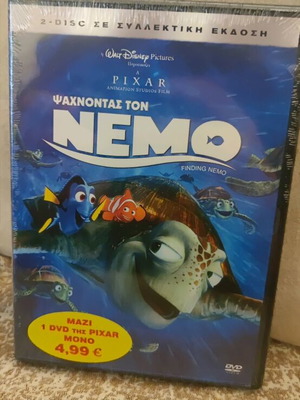 2-DISC ΣΕ ΣΥΛΛΕΚΤΙΚΗ ΕΚΔΟΣΗ
WALT DISNEY Pictures
Παρουσιάζει
A
PIXAR
ANIMATION STUDIOS FILM
ΨΑΧΝΟΝΤΑΣ ΤΟΝ
NEMO
FINDING NEMO
ΜΑΖΙ
1 DVD ΤΗΣ PIXAR
ΜΟΝΟ
4,99 €
DVD